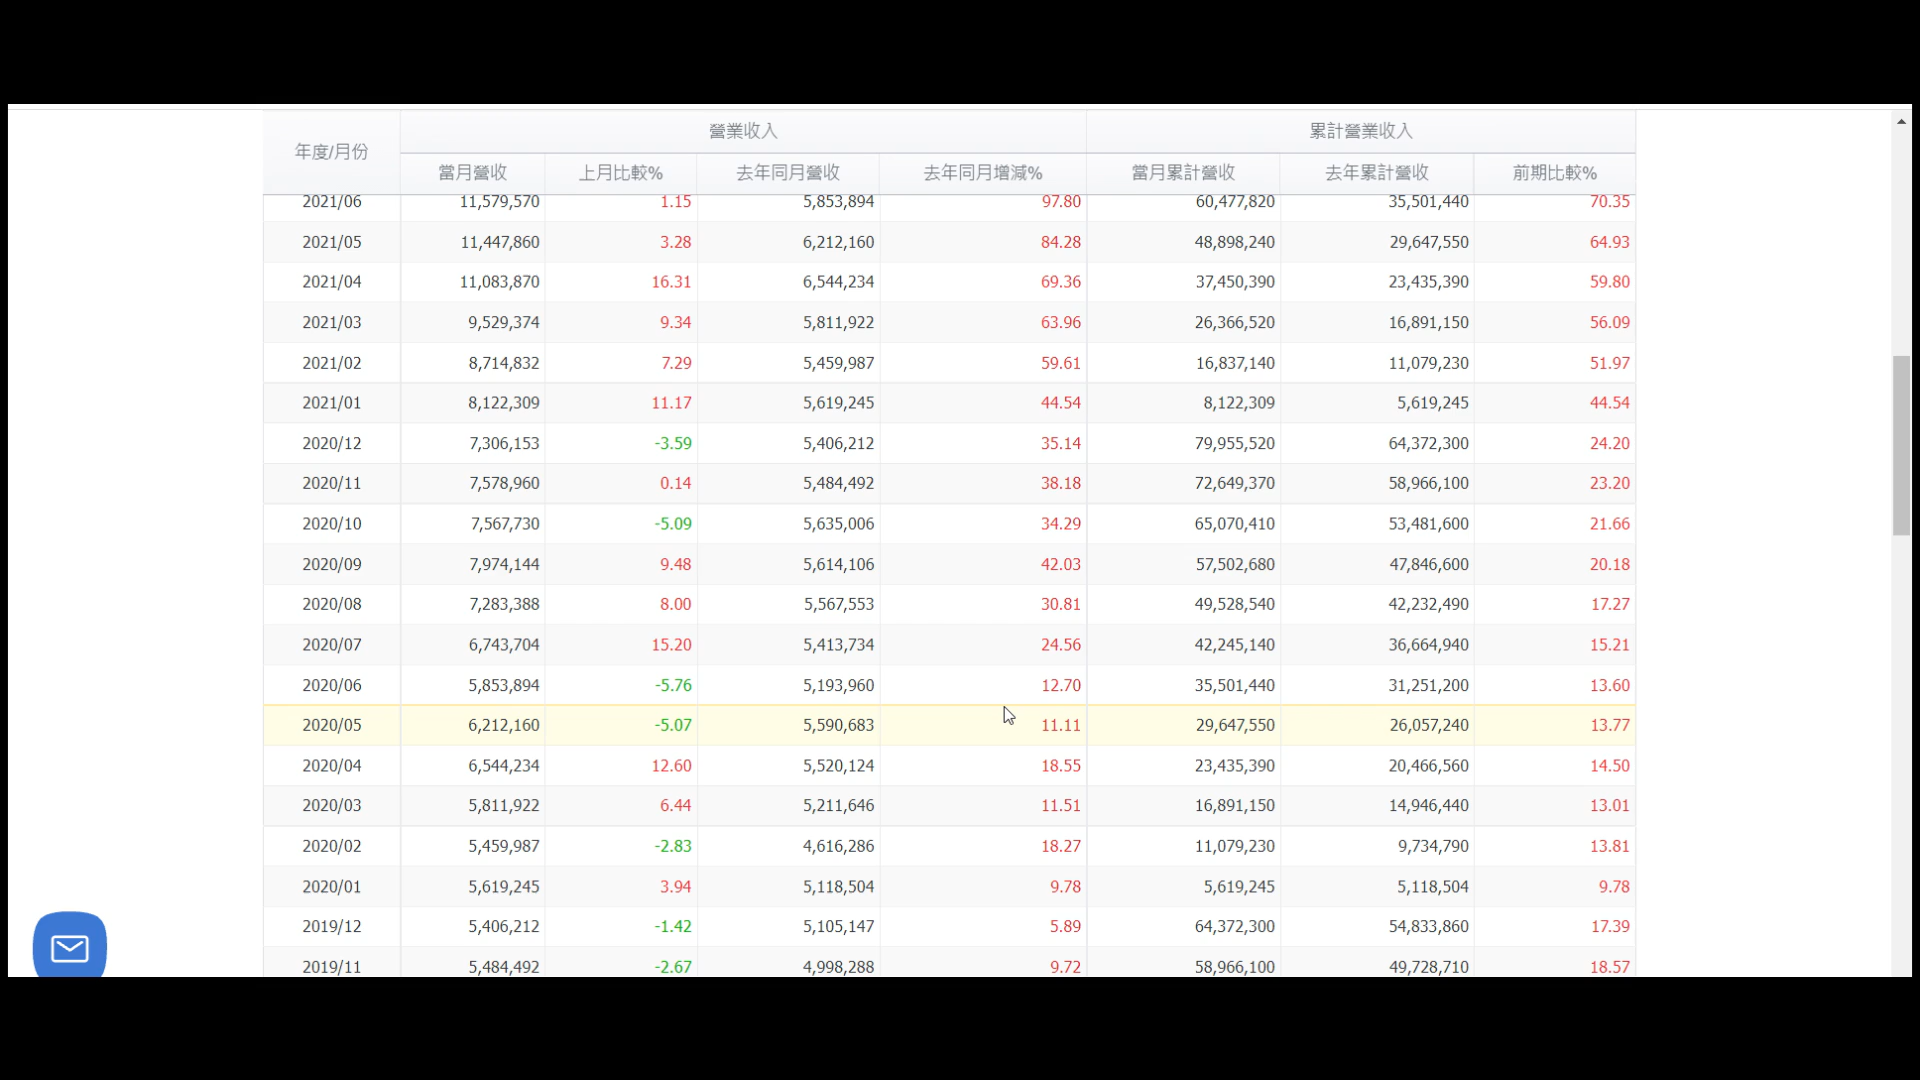 年度/月份 營業收入 累計營業收入
當月營收 上月比較% 去年同月營收 去年同月增減% 當月累計營收 去年累計營收 前期比較%
2021/06 11,579,570 1.15 5,853,894 97.80 60,477,820 35,501,440 70.35
2021/05 11,447,860 3.28 6,212,160 84.28 48,898,240 29,647,550 64.93
2021/04 11,083,870 16.31 6,544,234 69.36 37,450,390 23,435,390 59.80
2021/03 9,529,374 9.34 5,811,922 63.96 26,366,520 16,891,150 56.09
2021/02 8,714,832 7.29 5,459,987 59.61 16,837,140 11,079,230 51.97
2021/01 8,122,309 11.17 5,619,245 44.54 8,122,309 5,619,245 44.54
2020/12 7,306,153 -3.59 5,406,212 35.14 79,955,520 64,372,300 24.20
2020/11 7,578,960 0.14 5,484,492 38.18 72,649,370 58,966,100 23.20
2020/10 7,567,730 -5.09 5,635,006 34.29 65,070,410 53,481,600 21.66
2020/09 7,974,144 9.48 5,614,106 42.03 57,502,680 47,846,600 20.18
2020/08 7,283,388 8.00 5,567,553 30.81 49,528,540 42,232,490 17.27
2020/07 6,743,704 15.20 5,413,734 24.56 42,245,140 36,664,940 15.21
2020/06 5,853,894 -5.76 5,193,960 12.70 35,501,440 31,251,200 13.60
2020/05 6,212,160 -5.07 5,590,683 11.11 29,647,550 26,057,240 13.77
2020/04 6,544,234 12.60 5,520,124 18.55 23,435,390 20,466,560 14.50
2020/03 5,811,922 6.44 5,211,646 11.51 16,891,150 14,946,440 13.01
2020/02 5,459,987 -2.83 4,616,286 18.27 11,079,230 9,734,790 13.81
2020/01 5,619,245 3.94 5,118,504 9.78 5,619,245 5,118,504 9.78
2019/12 5,406,212 -1.42 5,105,147 5.89 64,372,300 54,833,860 17.39
2019/11 5,484,492 -2.67 4,998,288 9.72 58,966,100 49,728,710 18.57